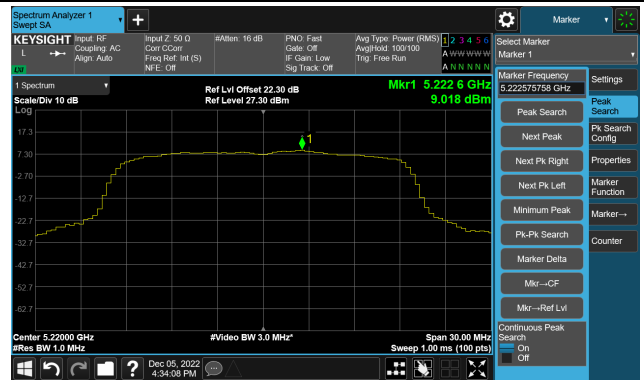 Spectrum Analyzer 1
Swept SA
Marker
KEYSIGHT
L
Input: RF
Coupling: AC
Align: Auto
Input Z: 50 Ω
Corr CCorr
Freq Ref: Int (S)
NFE: Off
#Atten: 16 dB
PNO: Fast
Gate: Off
IF Gain: Low
Sig Track: Off
Avg Type: Power (RMS)
Avg|Hold: 100/100
Trig: Free Run
1 2 3 4 5 6
A W W W W W
A N N N N N
1 Spectrum
Scale/Div 10 dB
Ref Lvl Offset 22.30 dB
Ref Level 27.30 dBm
Mkr1 5.222 6 GHz
9.018 dBm
Log
17.3
7.30
-2.70
-12.7
-22.7
-32.7
-42.7
-52.7
-62.7
1
Center 5.22000 GHz
#Res BW 1.0 MHz
#Video BW 3.0 MHz*
Span 30.00 MHz
Sweep 1.00 ms (100 pts)
Dec 05, 2022
4:34:08 PM
Select Marker
Marker 1
Marker Frequency
5.222575758 GHz
Peak Search
Next Peak
Next Pk Right
Next Pk Left
Minimum Peak
Pk-Pk Search
Marker Delta
Mkr→CF
Mkr→Ref Lvl
Continuous Peak
Search
On
Off
Settings
Peak
Search
Pk Search
Config
Properties
Marker
Function
Marker→
Counter